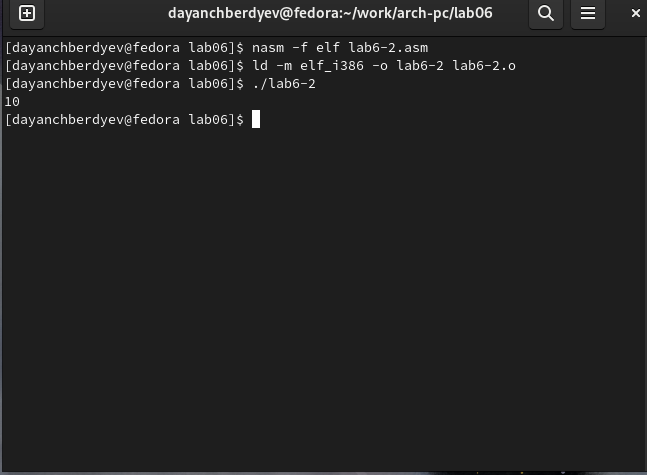 dayanchberdyev@fedora:~/work/arch-pc/lab06
[dayanchberdyev@fedora lab06]$ nasm -f elf lab6-2.asm
[dayanchberdyev@fedora lab06]$ ld -m elf_i386 -o lab6-2 lab6-2.o
[dayanchberdyev@fedora lab06]$ ./lab6-2
10
[dayanchberdyev@fedora lab06]$